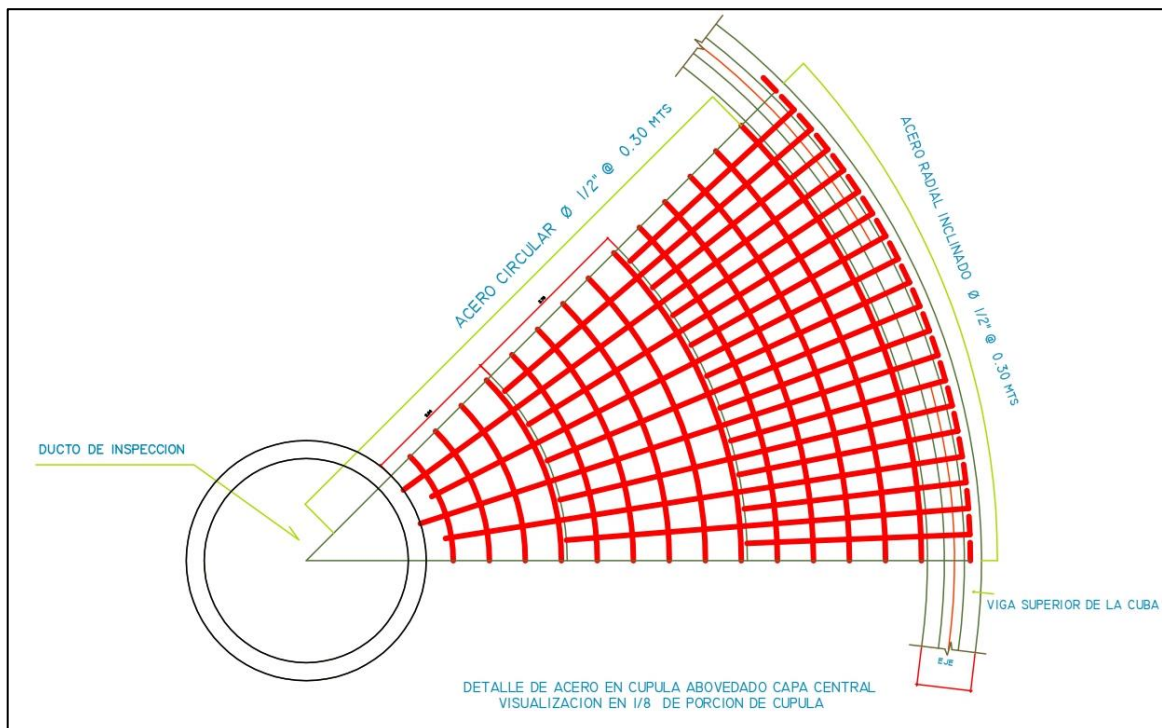 ACERO CIRCULAR Ø 1/2" @ 0.30 MTS
ACERO RADIAL INCLINADO Ø 1/2" @ 0.30 MTS
DUCTO DE INSPECCION
VIGA SUPERIOR DE LA CUBA
EJE
DETALLE DE ACERO EN CUPULA ABOVEDADO CAPA CENTRAL
VISUALIZACION EN 1/8 DE PORCION DE CUPULA